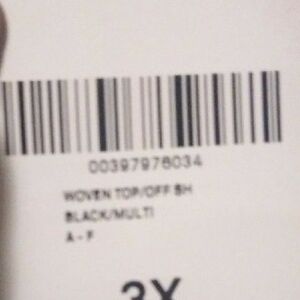 00397976034
WOVEN TOP/OFF SH
BLACK/MULTI
A - F
3X